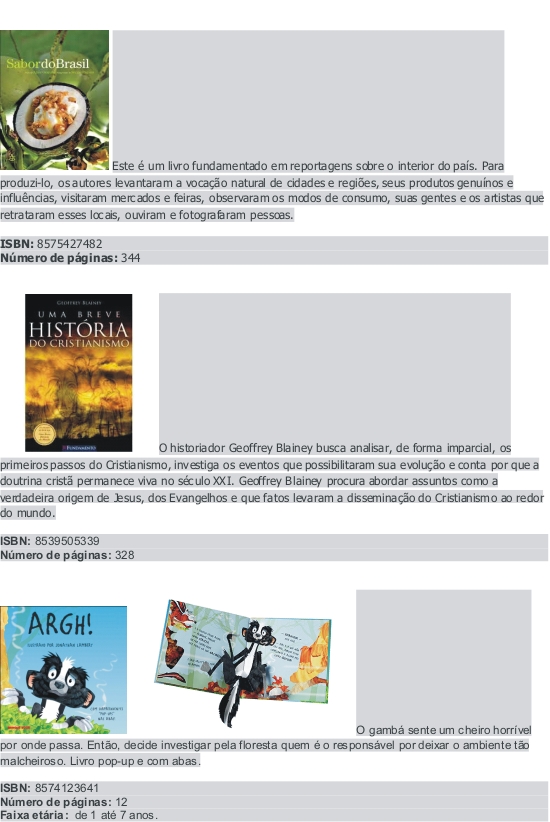 SabordoBrasil
Este é um livro fundamentado em reportagens sobre o interior do país. Para
produzi-lo, os autores levantaram a vocação natural de cidades e regiões, seus produtos genuínos e
influências, visitaram mercados e feiras, observaram os modos de consumo, suas gentes e os artistas que
retrataram esses locais, ouviram e fotografaram pessoas.
ISBN: 8575427482
Número de páginas: 344
GEOFFREY BLAINEY
UMA BREVE
HISTÓRIA
DO CRISTIANISMO
FUNDAMENTO
O historiador Geoffrey Blainey busca analisar, de forma imparcial, os
primeiros passos do Cristianismo, investiga os eventos que possibilitaram sua evolução e conta por que a
doutrina cristã permanece viva no século XXI. Geoffrey Blainey procura abordar assuntos como a
verdadeira origem de Jesus, dos Evangelhos e que fatos levaram a disseminação do Cristianismo ao redor
do mundo.
ISBN: 8539505339
Número de páginas: 328
ARGH!
O gambá sente um cheiro horrível
por onde passa. Então, decide investigar pela floresta quem é o responsável por deixar o ambiente tão
malcheiroso. Livro pop-up e com abas.
ISBN: 8574123641
Número de páginas: 12
Faixa etária: de 1 até 7 anos.